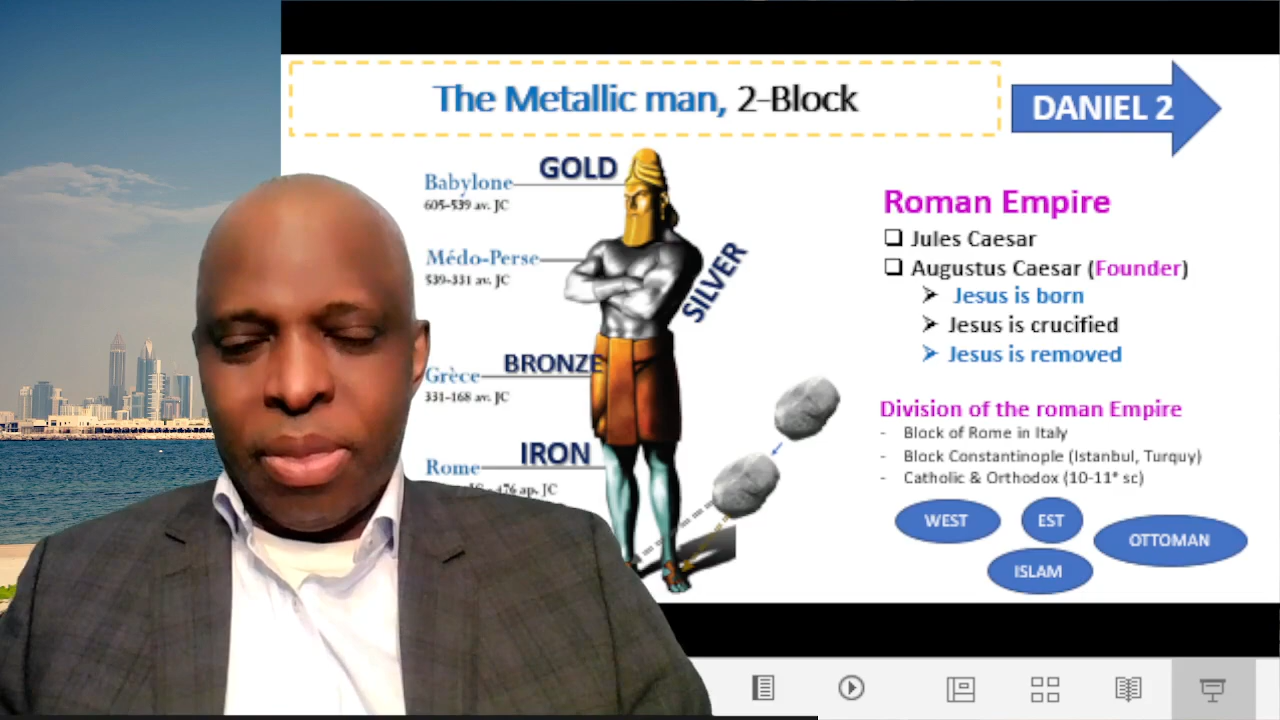 The Metallic man, 2-Block
DANIEL 2
GOLD
Babylone
605-539 av. JC
Médo-Perse
539-331 av. JC
SILVER
BRONZE
Grèce
331-168 av. JC
IRON
Rome
476 ap. JC
Roman Empire
Jules Caesar
Augustus Caesar (Founder)
Jesus is born
Jesus is crucified
Jesus is removed
Division of the roman Empire
- Block of Rome in Italy
- Block Constantinople (Istanbul, Turquy)
- Catholic & Orthodox (10-11° sc)
WEST
EST
OTTOMAN
ISLAM